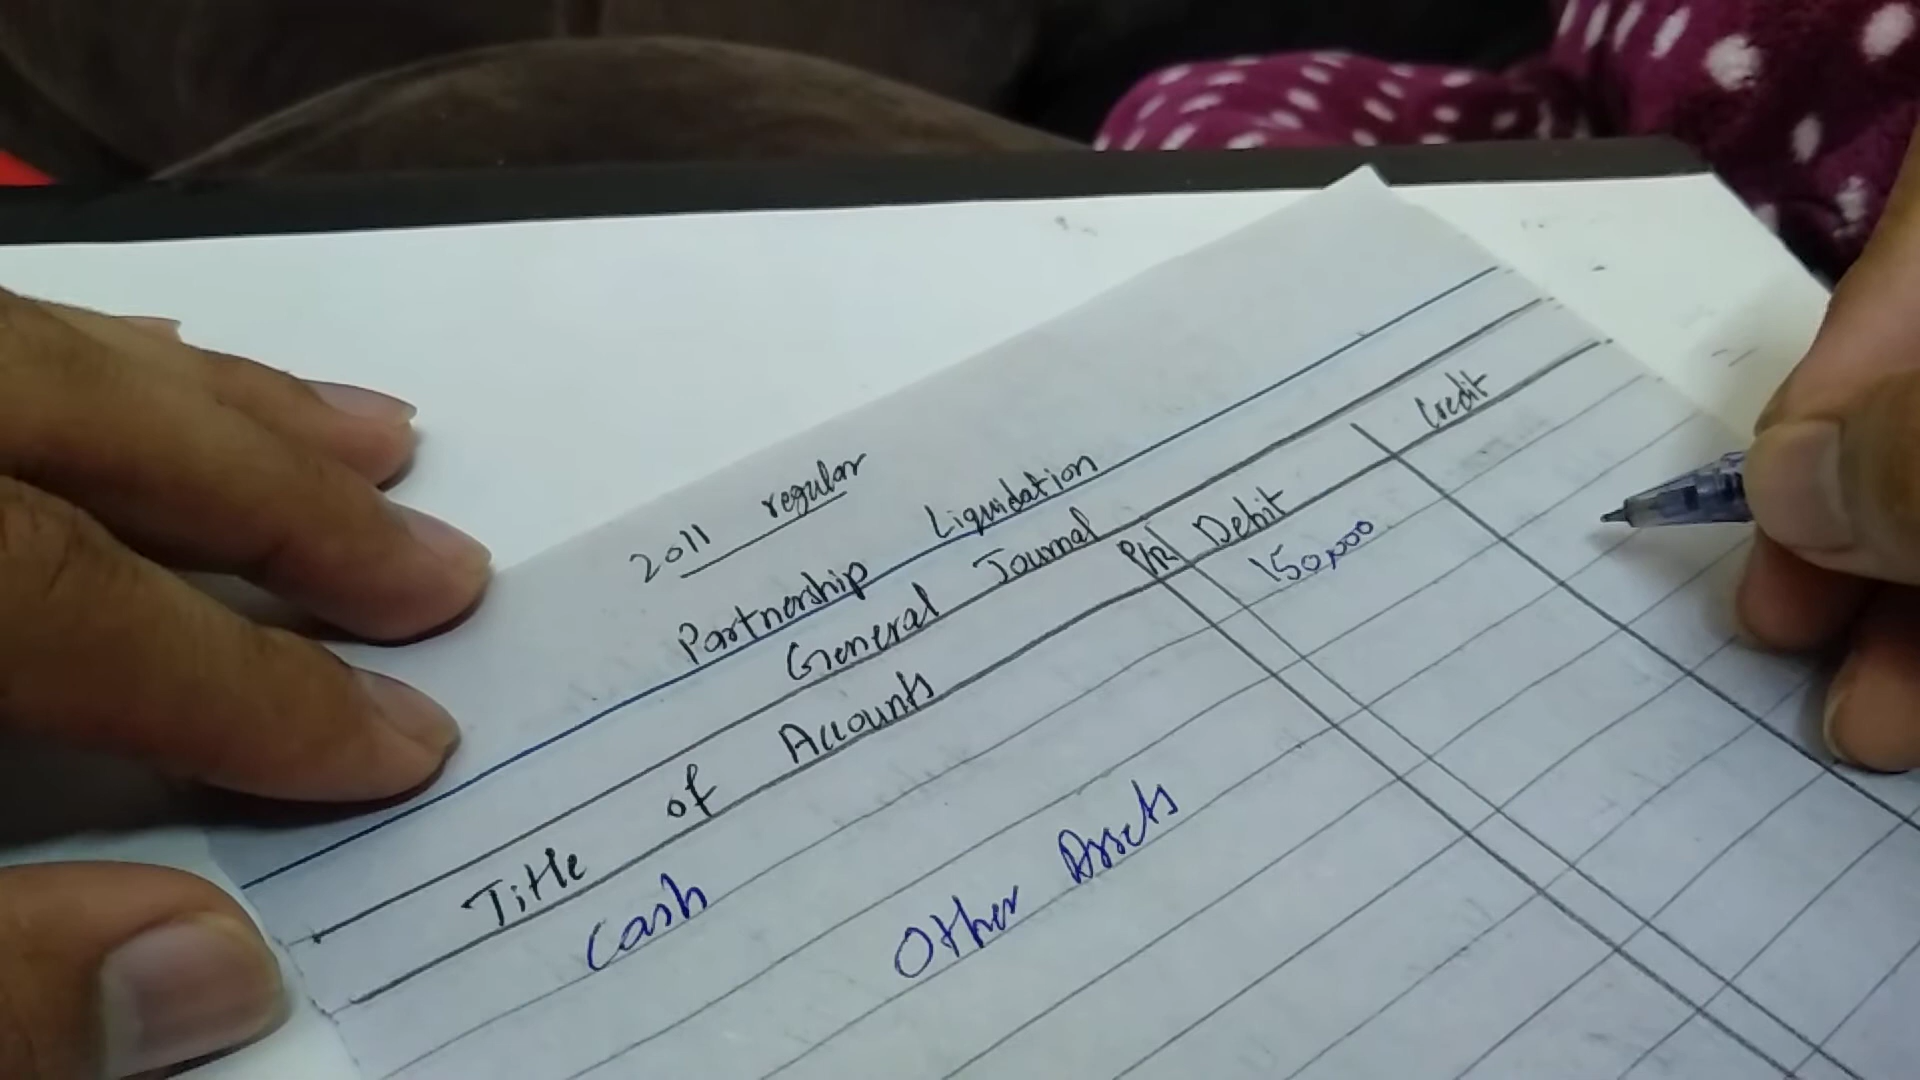 2011 regular
Partnership Liquidation
General Journal
Title of Accounts P/R Debit Credit
Cash 150,000
Other Assets